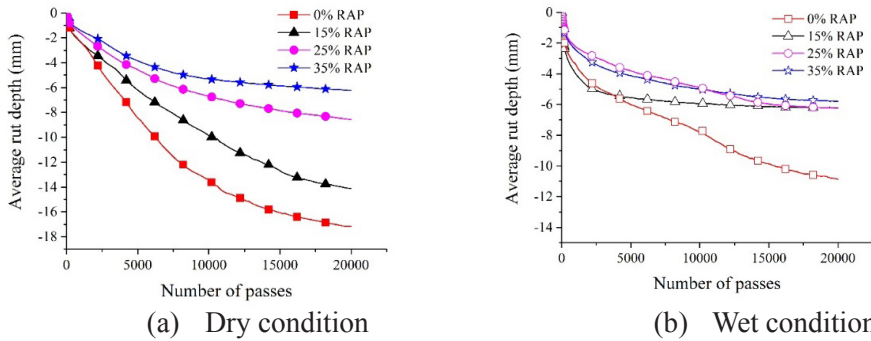 0
-2
-4
-6
-8
-10
-12
-14
-16
-18
Average rut depth (mm)
0% RAP
15% RAP
25% RAP
35% RAP
0
5000
10000
15000
20000
Number of passes
(a) Dry condition
0
-2
-4
-6
-8
-10
-12
-14
Average rut depth (mm)
0% RAP
15% RAP
25% RAP
35% RAP
0
5000
10000
15000
20000
Number of passes
(b) Wet condition